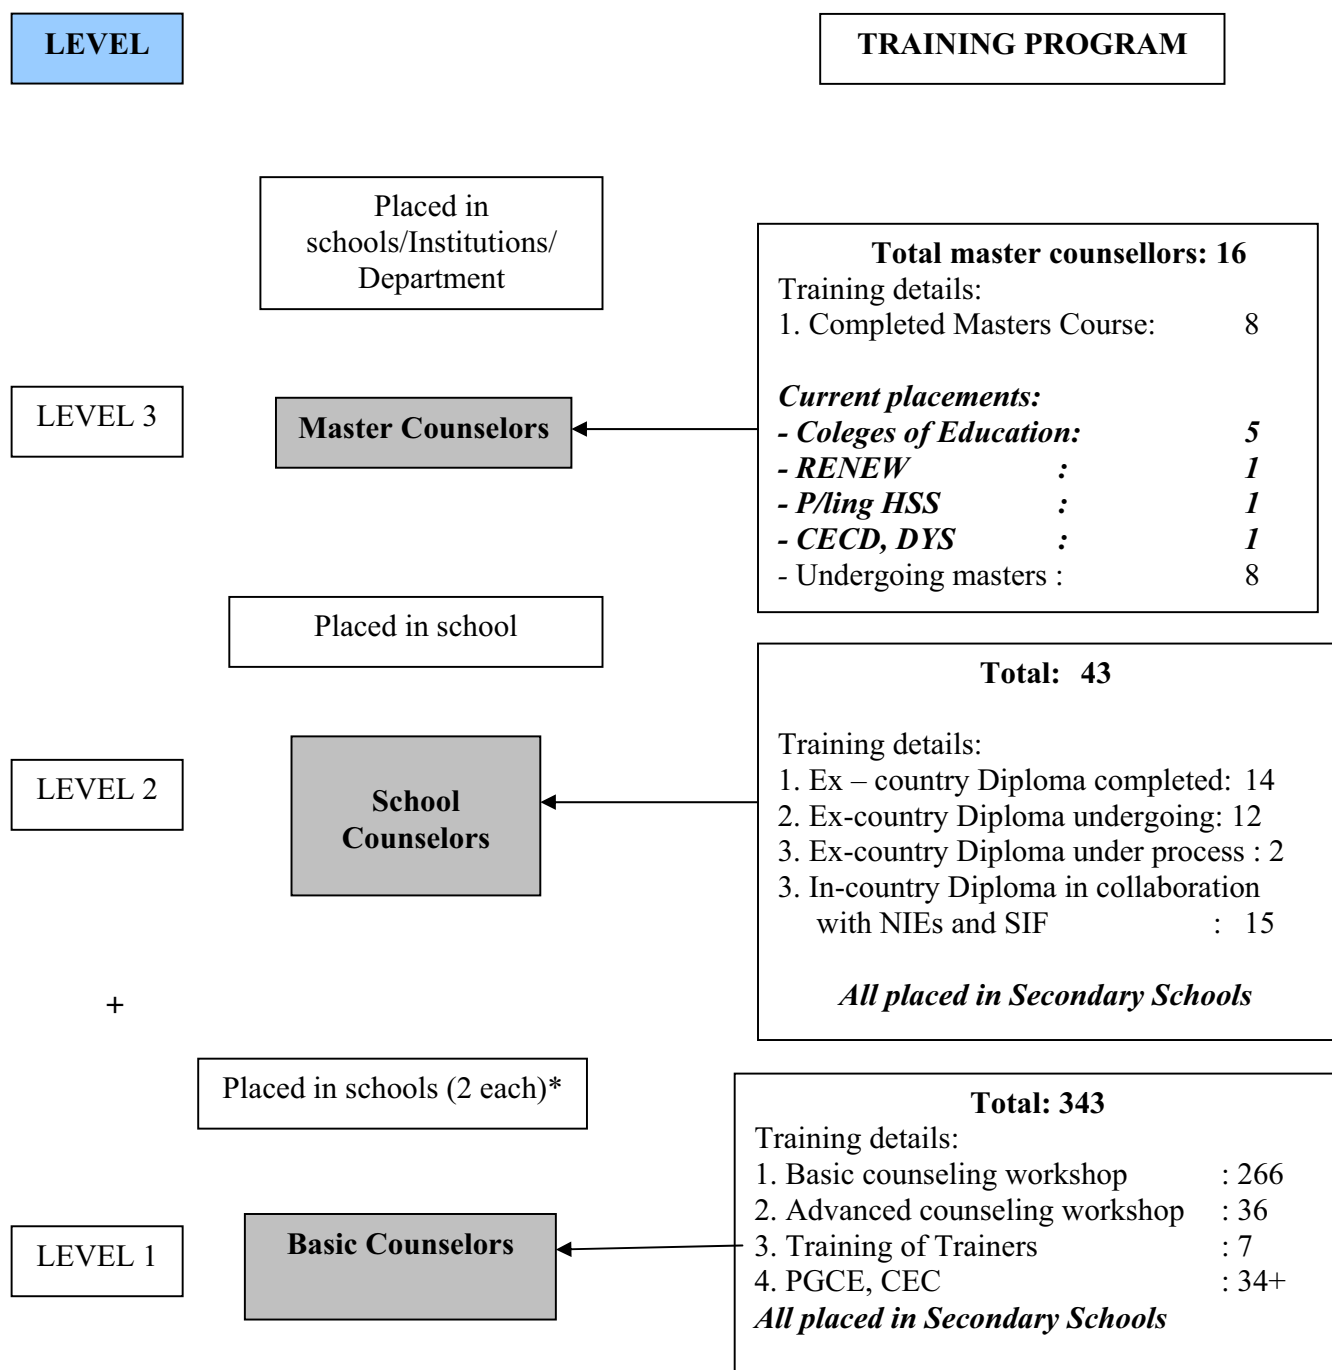 LEVEL
TRAINING PROGRAM
Placed in
schools/Institutions/
Department
Total master counsellors: 16
Training details:
1. Completed Masters Course: 8
Current placements:
- Coleges of Education: 5
- RENEW : 1
- P/ling HSS : 1
- CECD, DYS : 1
- Undergoing masters : 8
LEVEL 3
Master Counselors
Placed in school
Total: 43
Training details:
1. Ex – country Diploma completed: 14
2. Ex-country Diploma undergoing: 12
3. Ex-country Diploma under process : 2
3. In-country Diploma in collaboration
with NIEs and SIF : 15
All placed in Secondary Schools
LEVEL 2
School
Counselors
+
Placed in schools (2 each)*
Total: 343
Training details:
1. Basic counseling workshop : 266
2. Advanced counseling workshop : 36
3. Training of Trainers : 7
4. PGCE, CEC : 34+
All placed in Secondary Schools
LEVEL 1
Basic Counselors